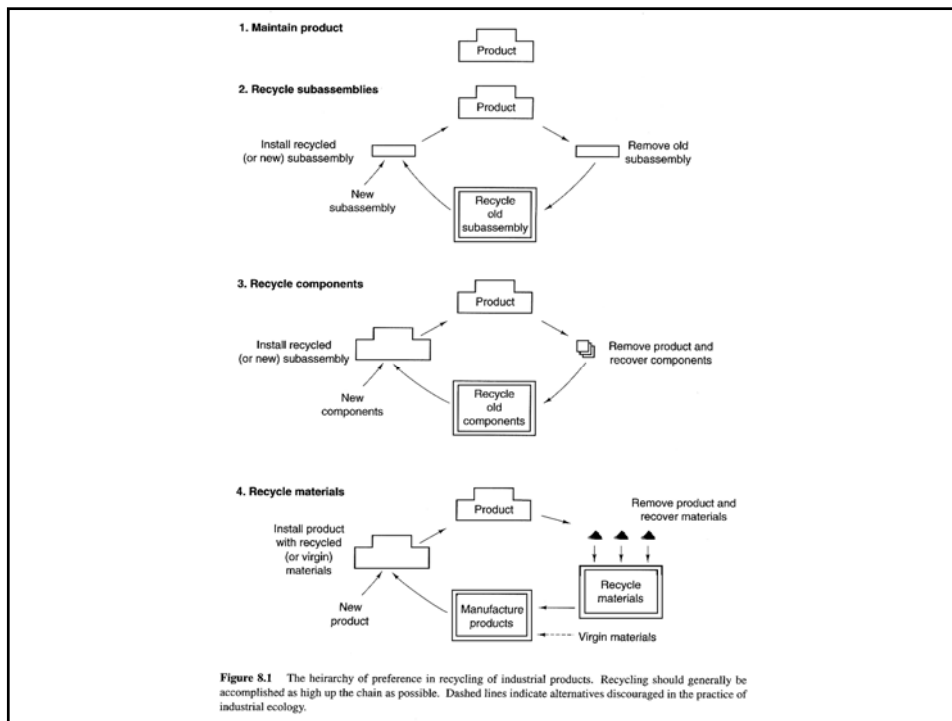 1. Maintain product
Product
2. Recycle subassemblies
Product
Install recycled
(or new) subassembly
Remove old
subassembly
New
subassembly
Recycle
old
subassembly
3. Recycle components
Product
Install recycled
(or new) subassembly
Remove product and
recover components
New
components
Recycle
old
components
4. Recycle materials
Product
Remove product and
recover materials
Install product
with recycled
(or virgin)
materials
Recycle
materials
New
product
Manufacture
products
Virgin materials
Figure 8.1 The heirarchy of preference in recycling of industrial products. Recycling should generally be
accomplished as high up the chain as possible. Dashed lines indicate alternatives discouraged in the practice of
industrial ecology.